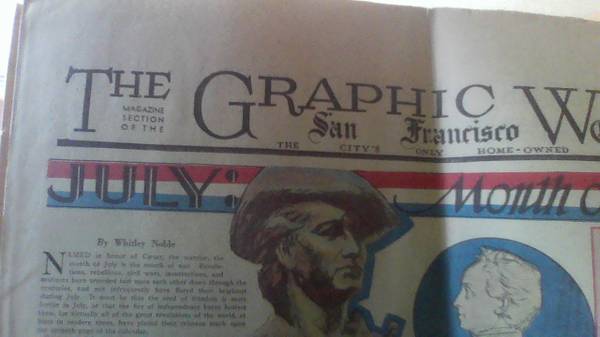 THE GRAPHIC
MAGAZINE
SECTION
OF THE
San Francisco
THE CITY'S ONLY HOME-OWNED
JULY: Month
By Whitley Noble
NAMED in honor of Cæsar, the warrior, the
month of July is the month of war. Revolu-
tions, rebellions, civil wars, insurrections, and
mutinies have crowded fast upon each other down through the
centuries, and not infrequently have flared their brightest
during July. It must be that the seed of freedom is more
fertile in July, or that the fire of independence burns hottest
then, for virtually all of the great revolutions of the world, at
least in modern times, have placed their crimson mark upon
the seventh page of the calendar.